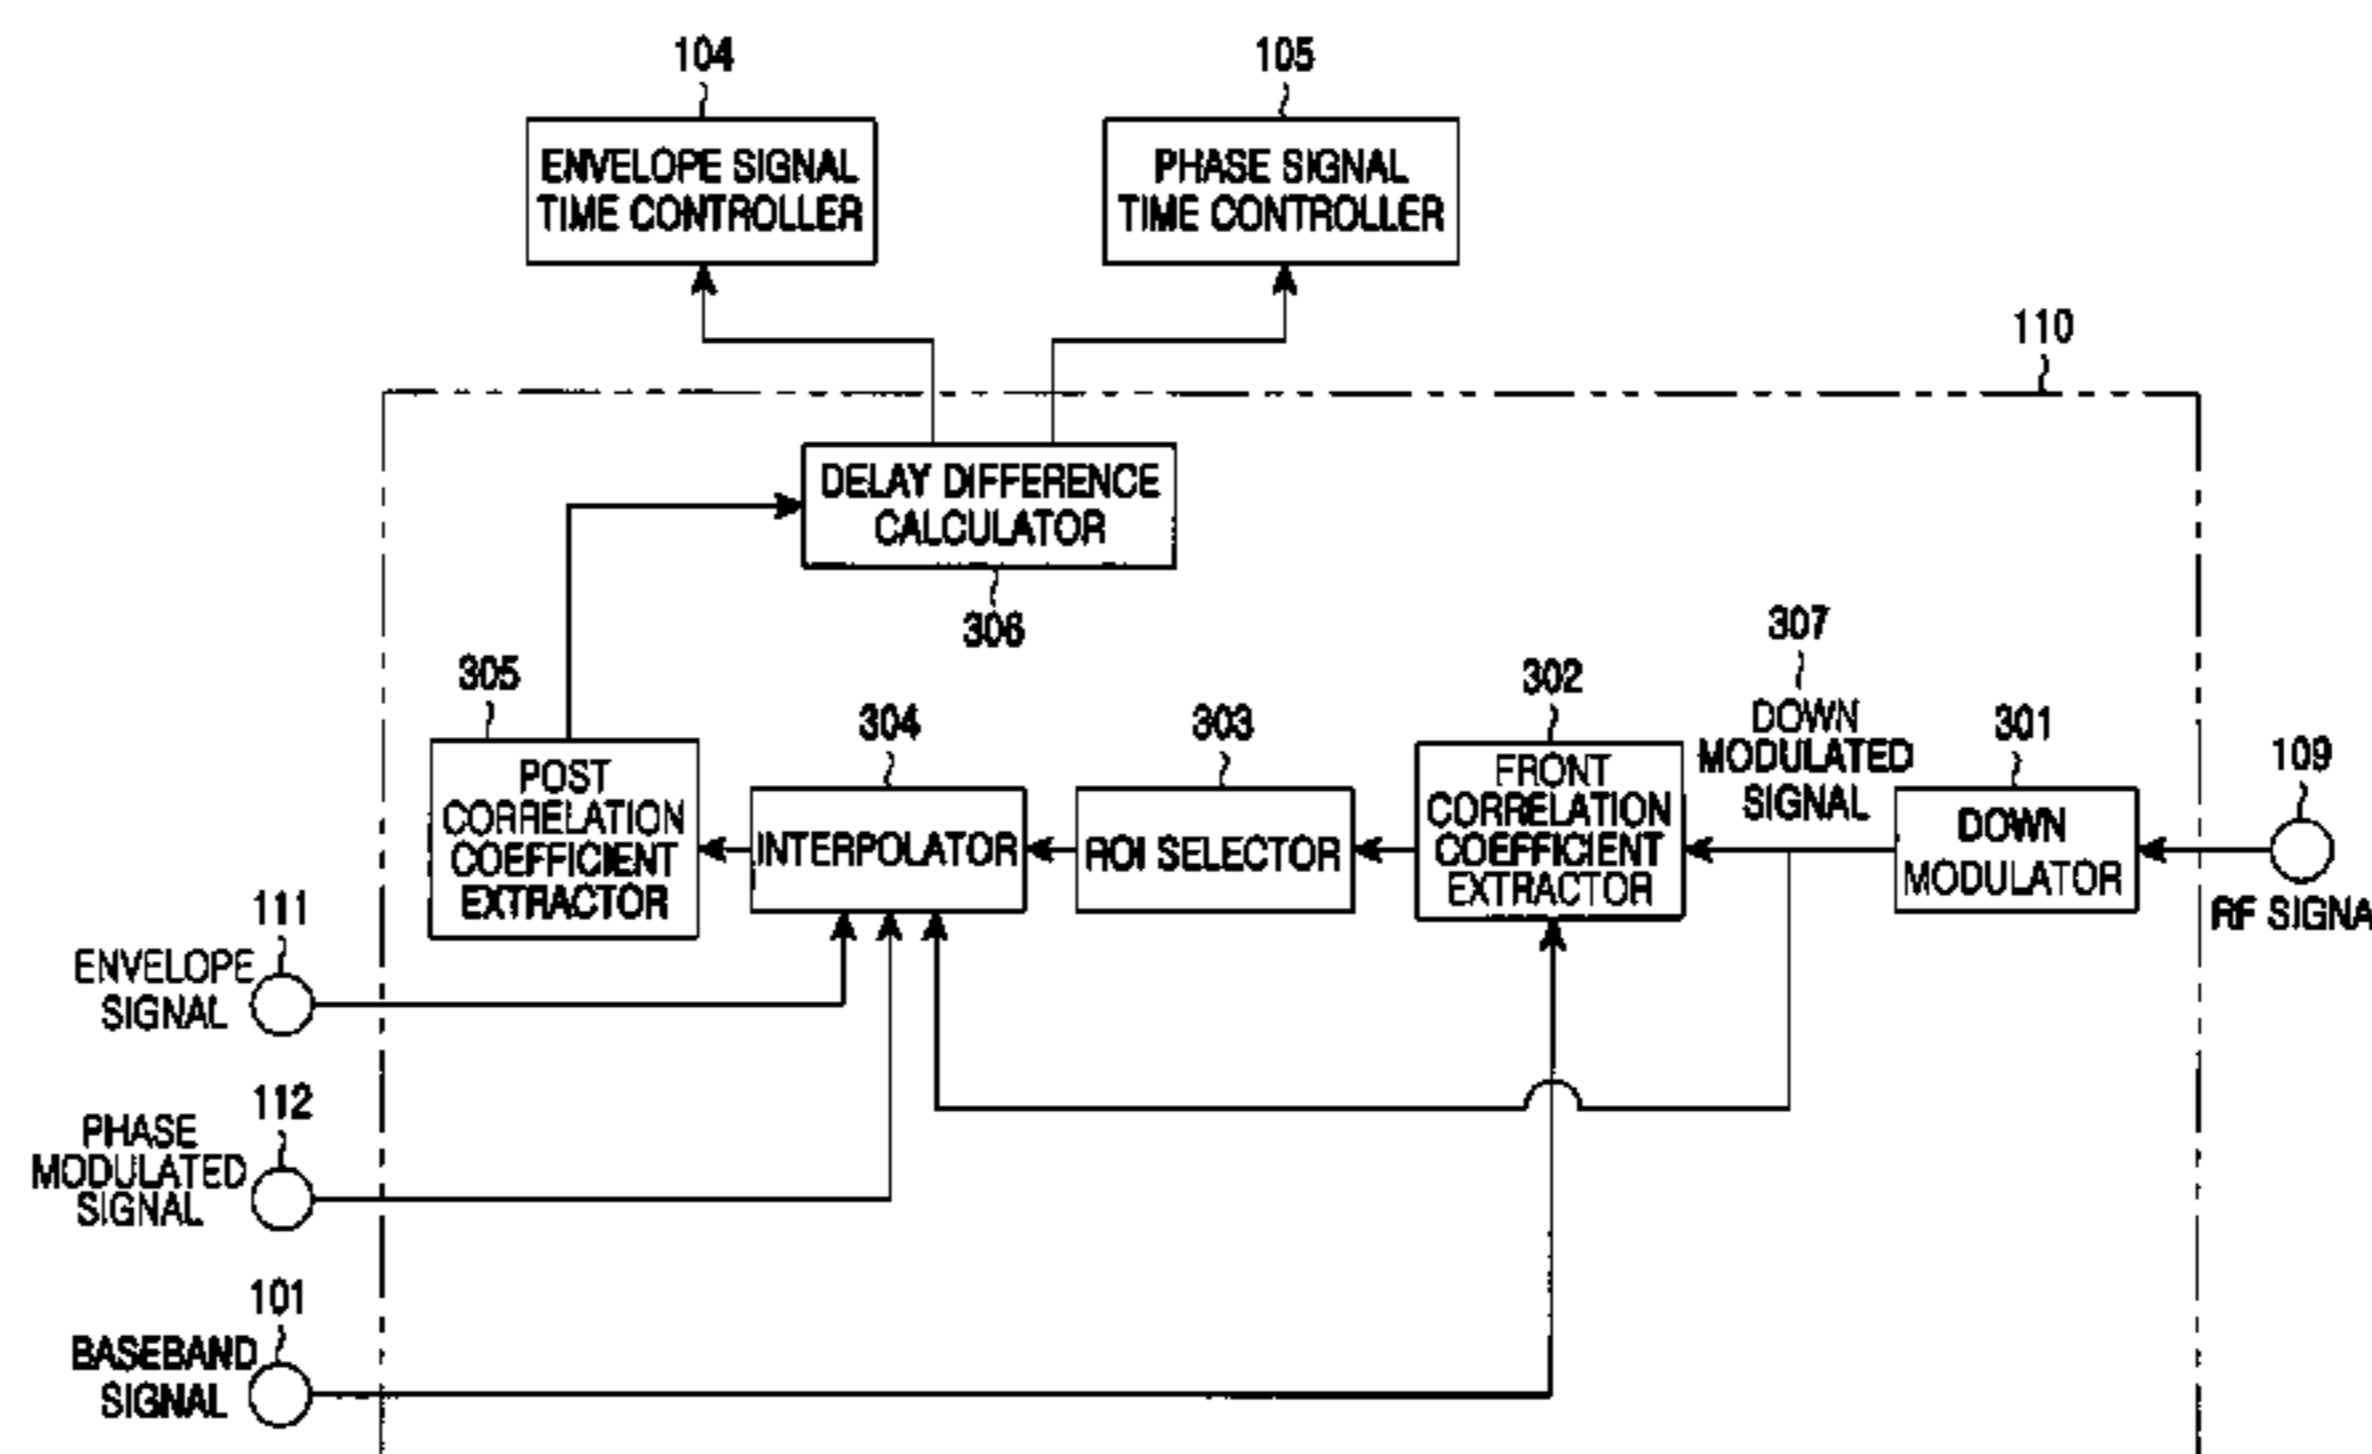 104
105
ENVELOPE SIGNAL
TIME CONTROLLER
PHASE SIGNAL
TIME CONTROLLER
110
DELAY DIFFERENCE
CALCULATOR
306
307
DOWN
MODULATED
SIGNAL
305
304
303
302
301
109
POST
CORRELATION
COEFFICIENT
EXTRACTOR
INTERPOLATOR
ROI SELECTOR
FRONT
CORRELATION
COEFFICIENT
EXTRACTOR
DOWN
MODULATOR
RF SIGNA
111
ENVELOPE
SIGNAL
112
PHASE
MODULATED
SIGNAL
101
BASEBAND
SIGNAL